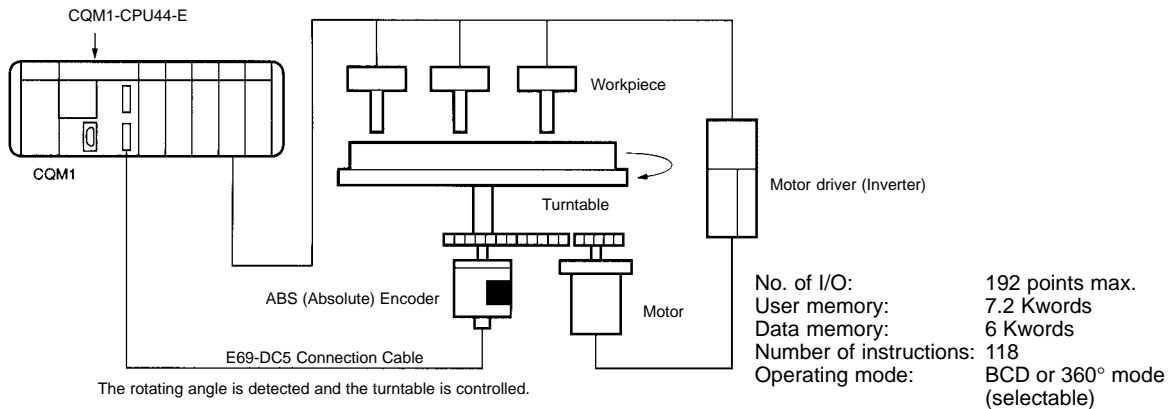 CQM1-CPU44-E
Workpiece
CQM1
Motor driver (Inverter)
Turntable
ABS (Absolute) Encoder
Motor
E69-DC5 Connection Cable
The rotating angle is detected and the turntable is controlled.
No. of I/O: 192 points max.
User memory: 7.2 Kwords
Data memory: 6 Kwords
Number of instructions: 118
Operating mode: BCD or 360° mode
(selectable)